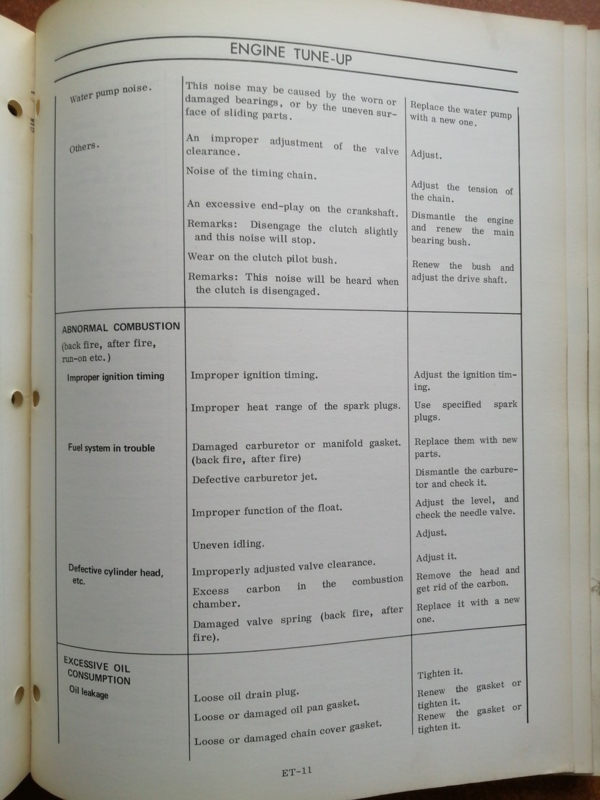 ENGINE TUNE-UP
Water pump noise.
This noise may be caused by the worn or
damaged bearings, or by the uneven sur-
face of sliding parts.
Replace the water pump
with a new one.
Others.
An improper adjustment of the valve
clearance.
Adjust.
Noise of the timing chain.
Adjust the tension of
the chain.
An excessive end-play on the crankshaft.
Remarks: Disengage the clutch slightly
and this noise will stop.
Dismantle the engine
and renew the main
bearing bush.
Wear on the clutch pilot bush.
Remarks: This noise will be heard when
the clutch is disengaged.
Renew the bush and
adjust the drive shaft.
ABNORMAL COMBUSTION
(back fire, after fire,
run-on etc.)
Improper ignition timing
Improper ignition timing.
Adjust the ignition tim-
ing.
Improper heat range of the spark plugs.
Use specified spark
plugs.
Fuel system in trouble
Damaged carburetor or manifold gasket.
(back fire, after fire)
Replace them with new
parts.
Defective carburetor jet.
Dismantle the carbure-
tor and check it.
Improper function of the float.
Adjust the level, and
check the needle valve.
Uneven idling.
Adjust.
Defective cylinder head,
etc.
Improperly adjusted valve clearance.
Adjust it.
Excess carbon in the combustion
chamber.
Remove the head and
get rid of the carbon.
Damaged valve spring (back fire, after
fire).
Replace it with a new
one.
EXCESSIVE OIL
CONSUMPTION
Oil leakage
Loose oil drain plug.
Tighten it.
Loose or damaged oil pan gasket.
Renew the gasket or
tighten it.
Loose or damaged chain cover gasket.
Renew the gasket or
tighten it.
ET-11